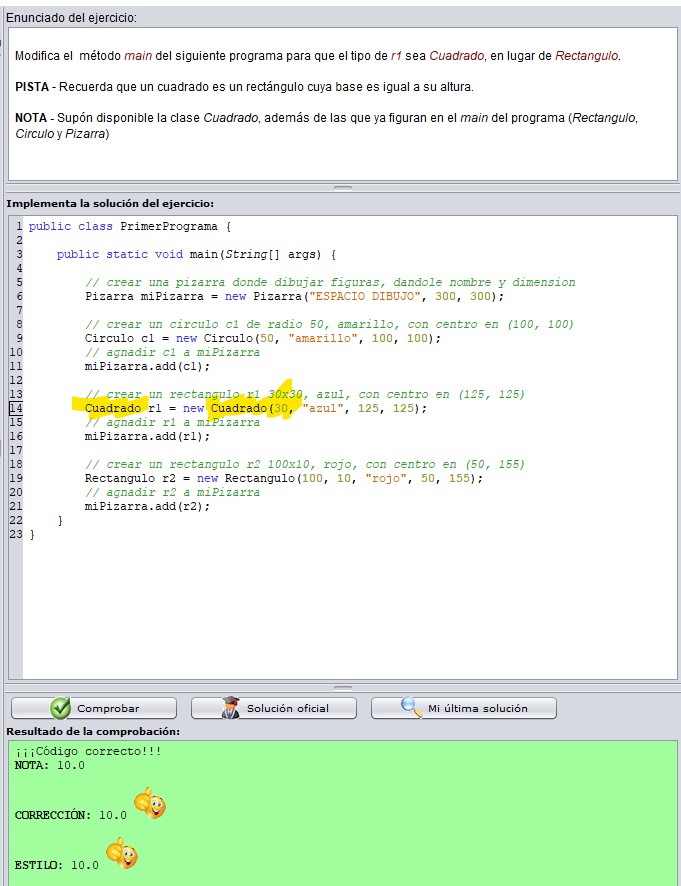 Enunciado del ejercicio:
Modifica el método main del siguiente programa para que el tipo de r1 sea Cuadrado, en lugar de Rectangulo.
PISTA - Recuerda que un cuadrado es un rectángulo cuya base es igual a su altura.
NOTA - Supón disponible la clase Cuadrado, además de las que ya figuran en el main del programa (Rectangulo,
Circulo y Pizarra)
Implementa la solución del ejercicio:
1 public class PrimerPrograma {
2
3 public static void main(String[] args) {
4
5 // crear una pizarra donde dibujar figuras, dandole nombre y dimension
6 Pizarra miPizarra = new Pizarra("ESPACIO DIBUJO", 300, 300);
7
8 // crear un circulo c1 de radio 50, amarillo, con centro en (100, 100)
9 Circulo c1 = new Circulo(50, "amarillo", 100, 100);
10 // agnadir c1 a miPizarra
11 miPizarra.add(c1);
12
13 // crear un rectangulo r1 30x30, azul, con centro en (125, 125)
14 Cuadrado r1 = new Cuadrado(30, "azul", 125, 125);
15 // agnadir r1 a miPizarra
16 miPizarra.add(r1);
17
18 // crear un rectangulo r2 100x10, rojo, con centro en (50, 155)
19 Rectangulo r2 = new Rectangulo(100, 10, "rojo", 50, 155);
20 // agnadir r2 a miPizarra
21 miPizarra.add(r2);
22 }
23 }
Comprobar
Solución oficial
Mi última solución
Resultado de la comprobación:
¡¡¡Código correcto!!!
NOTA: 10.0
CORRECCIÓN: 10.0
ESTILO: 10.0